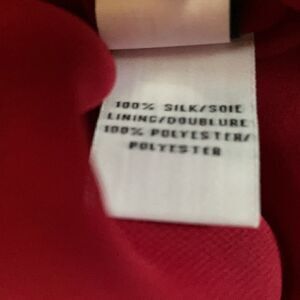 100% SILK/SOIE
LINING/DOUBLURE
100% POLYESTER/
POLYESTER